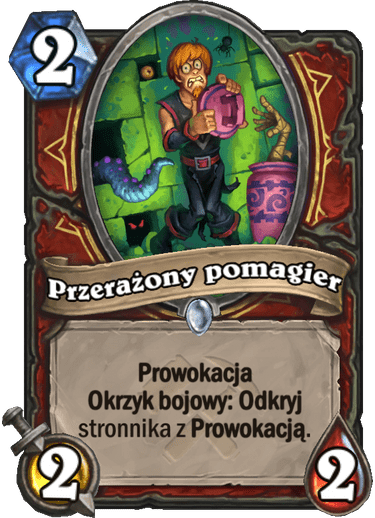 2
Przerażony pomagier
Prowokacja
Okrzyk bojowy: Odkryj
stronnika z Prowokacją.
2
2